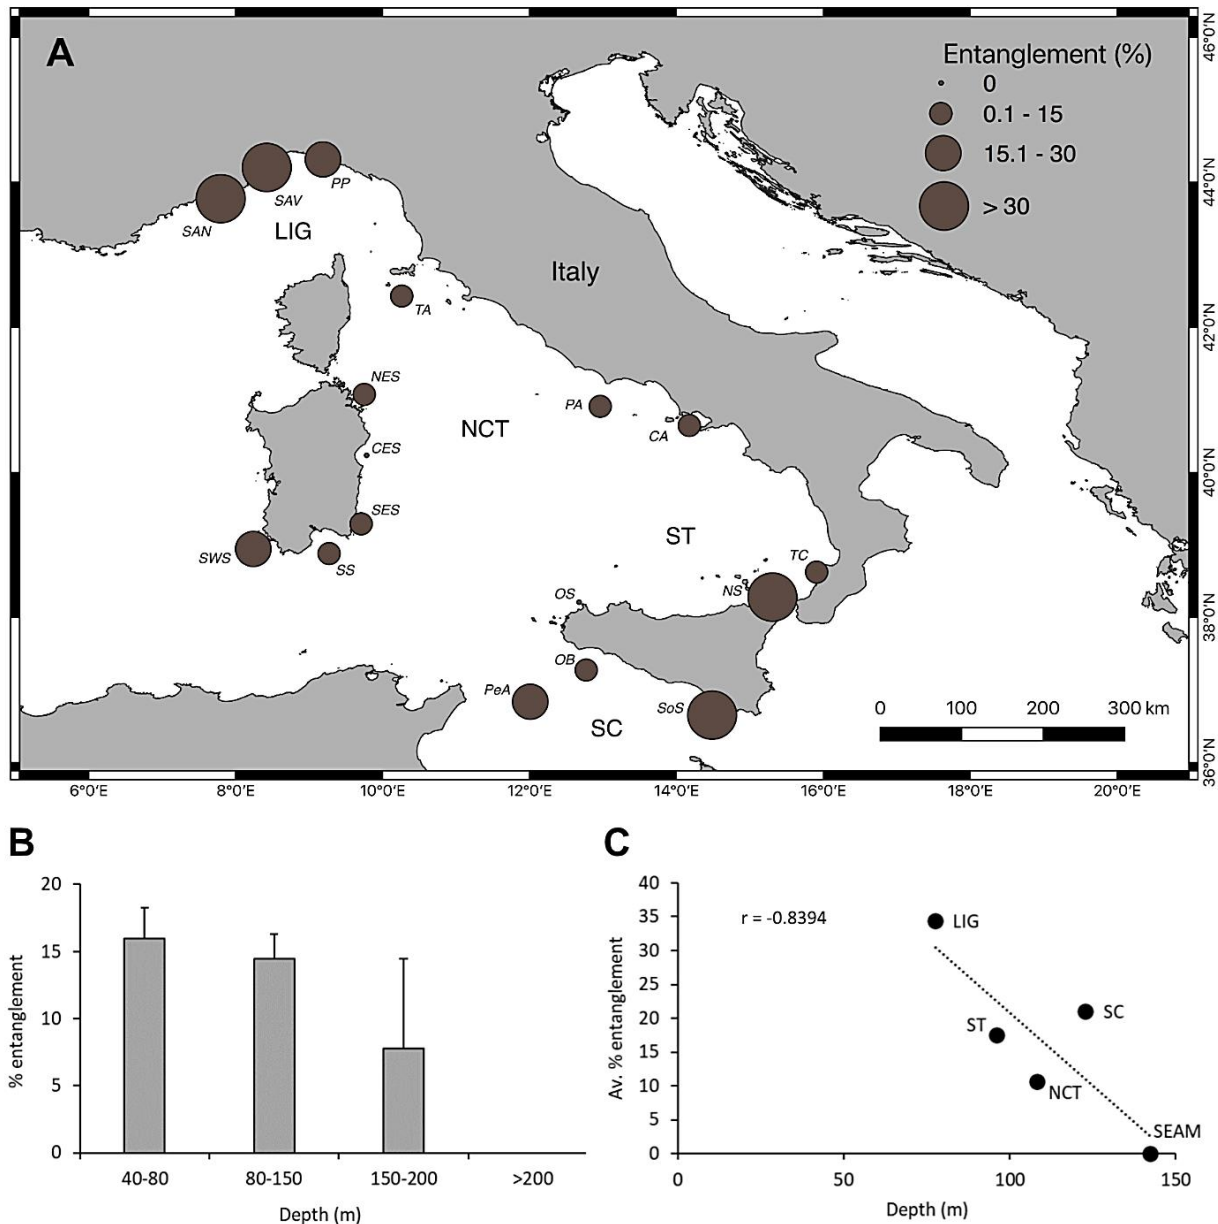 A
Entanglement (%)
0
0.1 - 15
15.1 - 30
> 30
46°0'N
44°0'N
42°0'N
40°0'N
38°0'N
36°0'N
PP
SAV
SAN
LIG
Italy
TA
NES
PA
CA
NCT
CES
SES
ST
SWS
SS
TC
NS
OS
OB
PeA
SoS
SC
0 100 200 300 km
6°0'E 8°0'E 10°0'E 12°0'E 14°0'E 16°0'E 18°0'E 20°0'E
B
% entanglement
20
15
10
5
0
40-80 80-150 150-200 >200
Depth (m)
C
Av. % entanglement
40
35
30
25
20
15
10
5
0
r = -0.8394
LIG
SC
ST
NCT
SEAM
0 50 100 150
Depth (m)